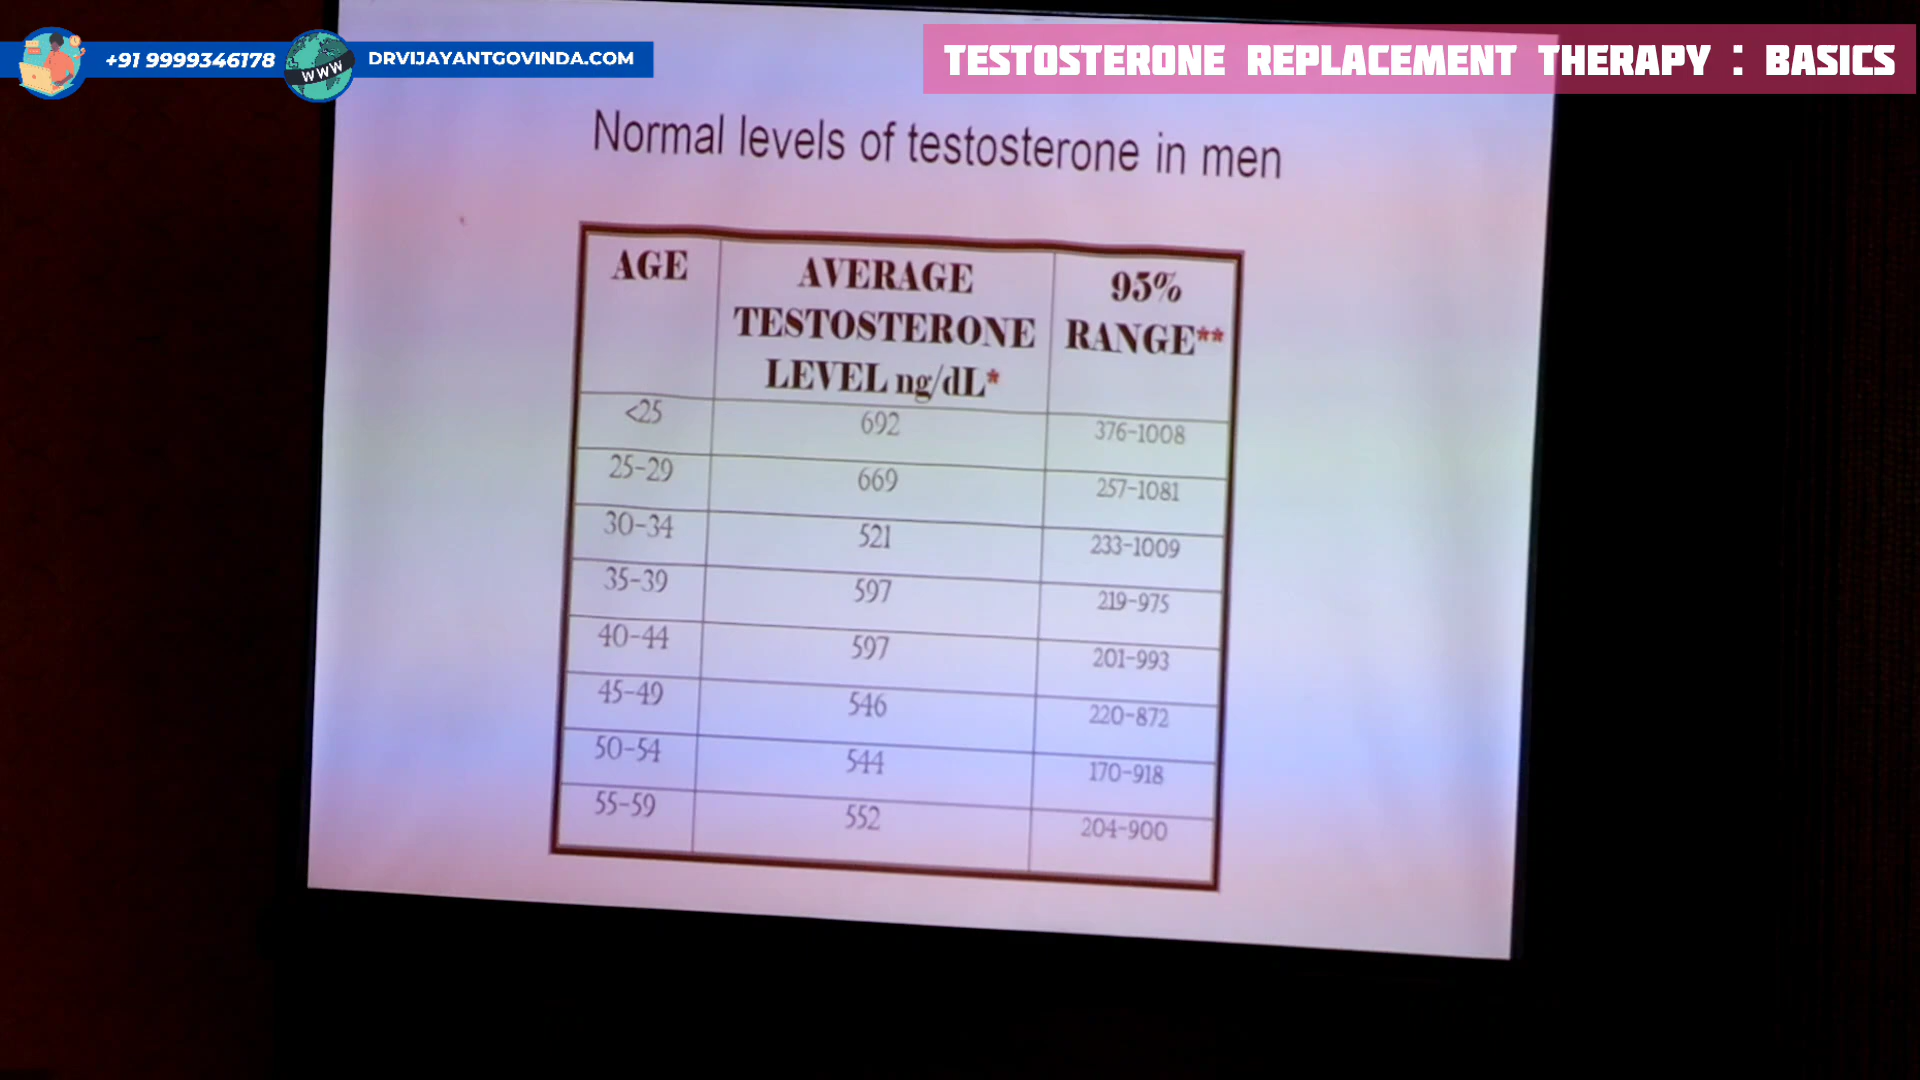 +91 9999346178
WWW
DRVIJAYANTGOVINDA.COM
TESTOSTERONE REPLACEMENT THERAPY : BASICS
Normal levels of testosterone in men
AGE
AVERAGE
TESTOSTERONE
LEVEL ng/dL*
95%
RANGE**
<25 692 376-1008
25-29 669 257-1081
30-34 521 233-1009
35-39 597 219-975
40-44 597 201-993
45-49 546 220-872
50-54 544 170-918
55-59 552 204-900